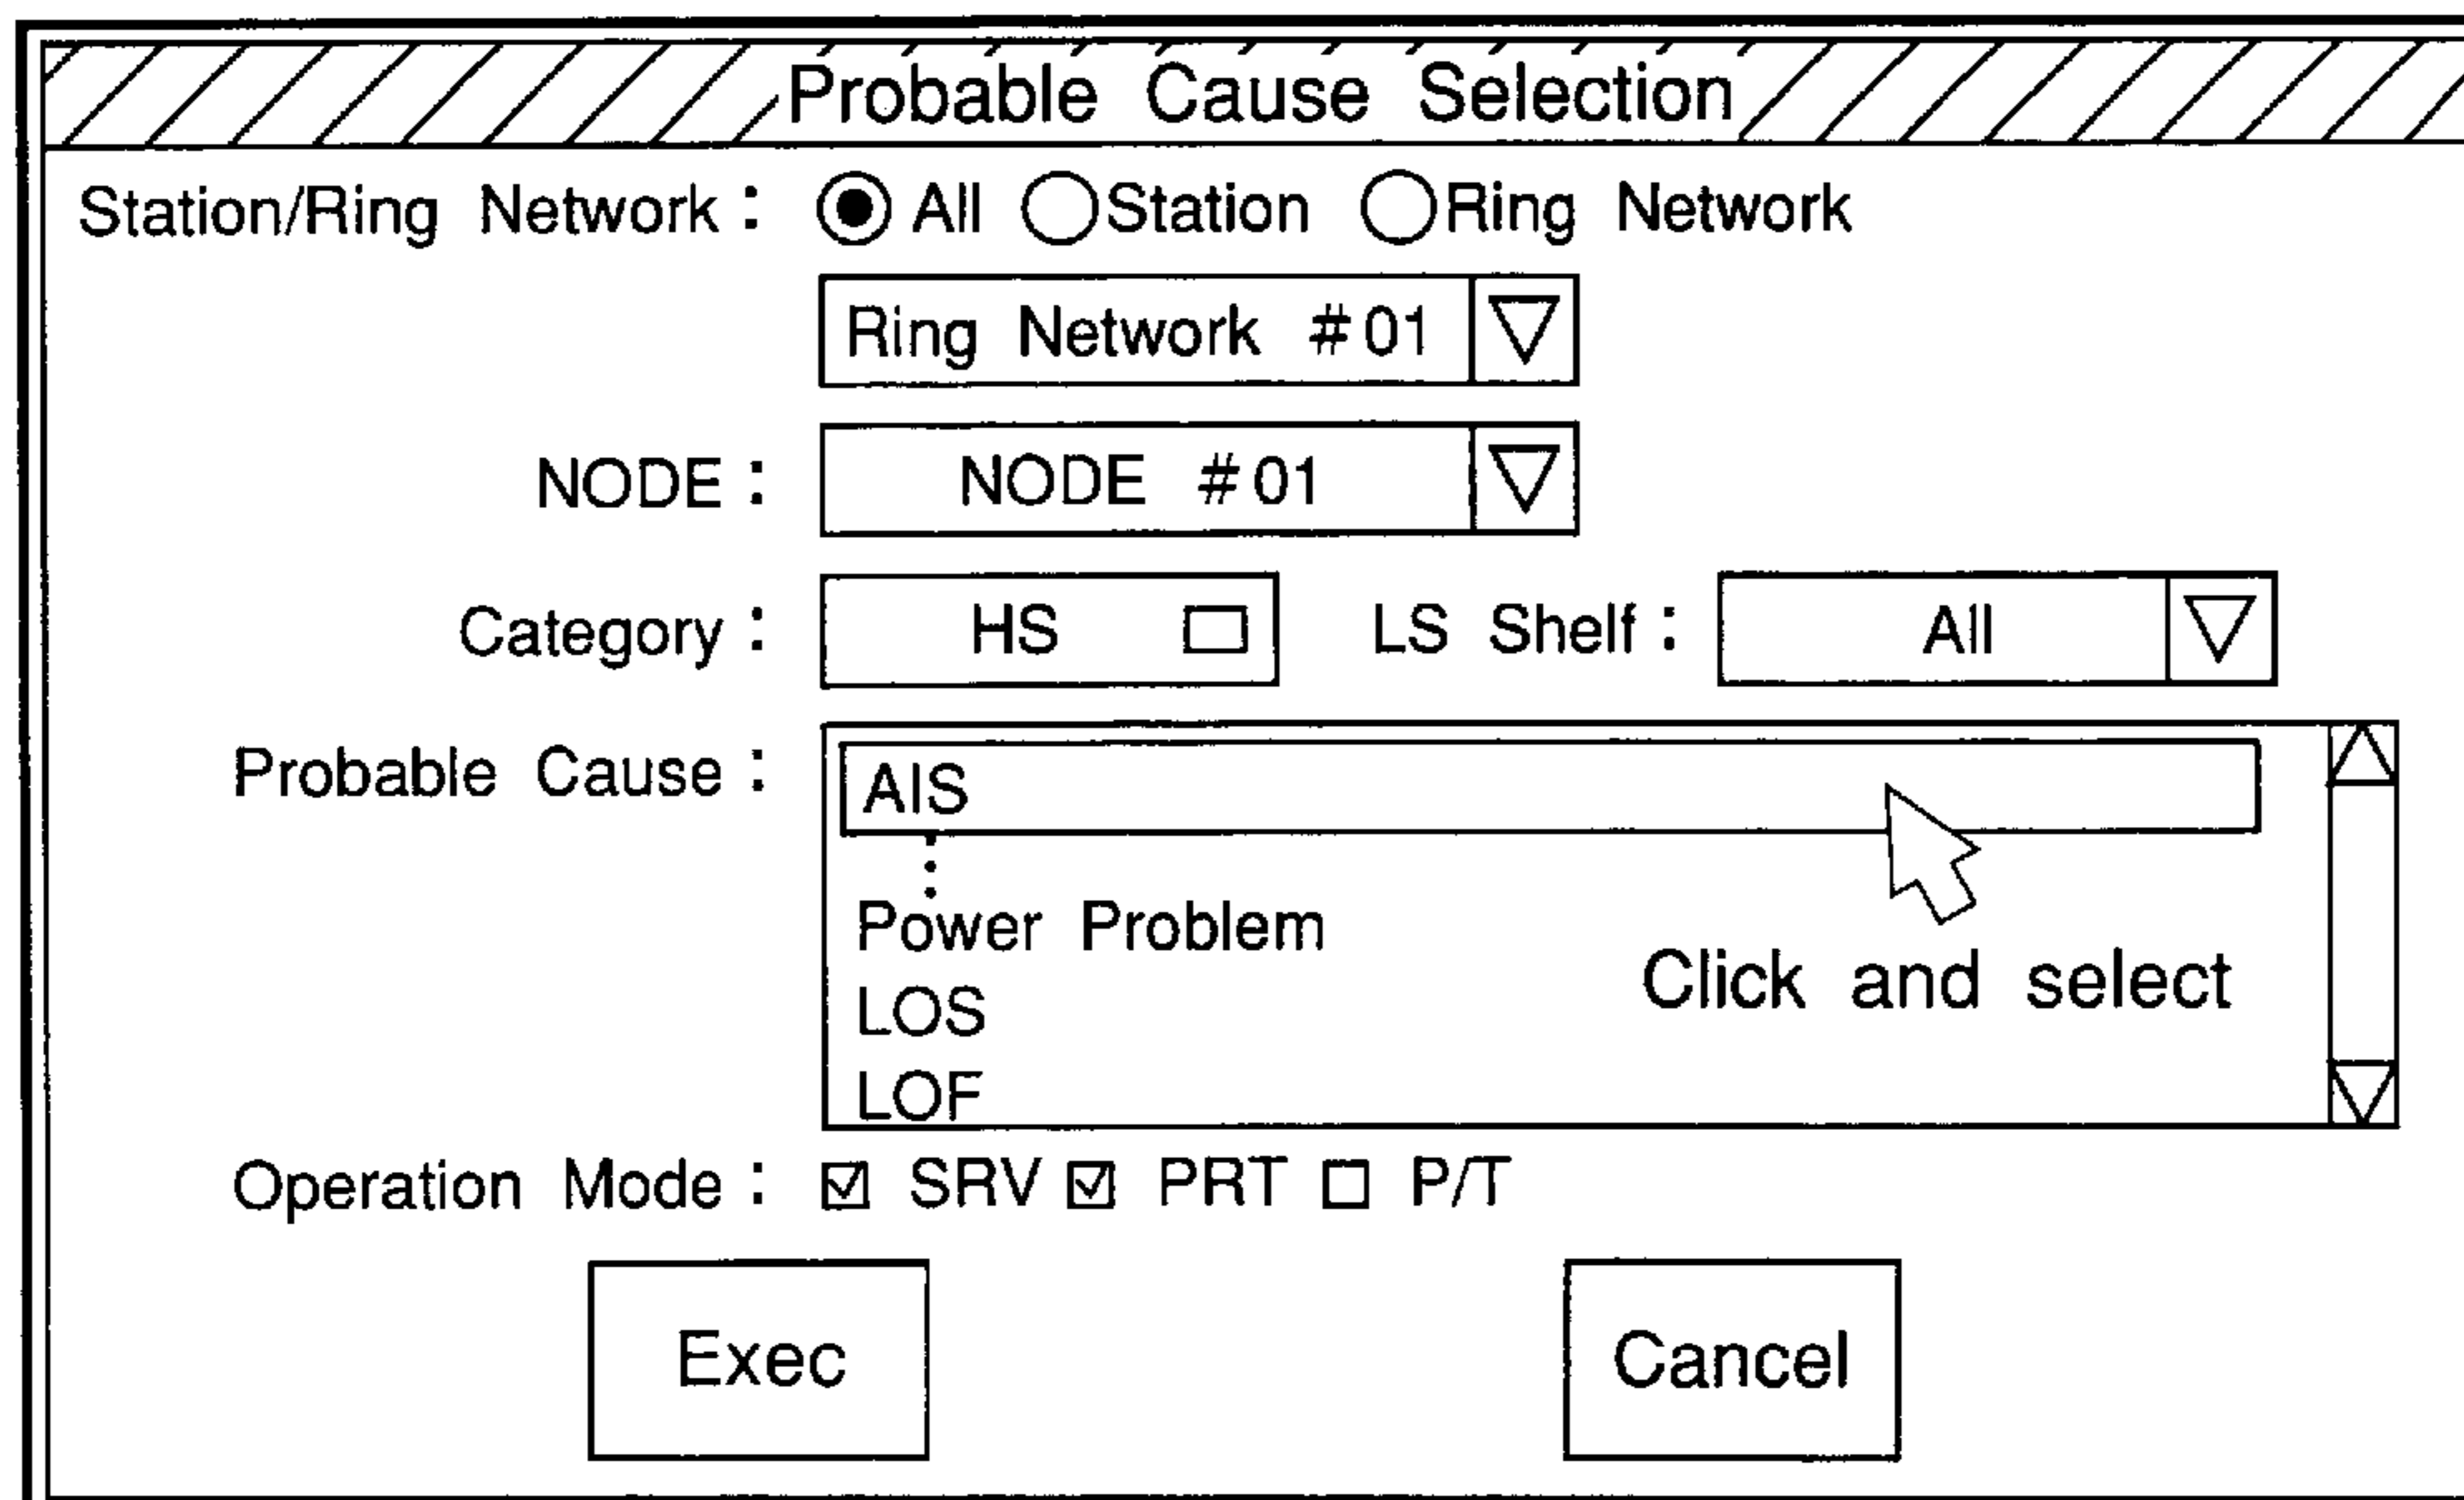 Probable Cause Selection
Station/Ring Network : All Station Ring Network
Ring Network #01
NODE : NODE #01
Category : HS LS Shelf : All
Probable Cause : AIS
Power Problem
Click and select
LOS
LOF
Operation Mode : SRV PRT P/T
Exec Cancel